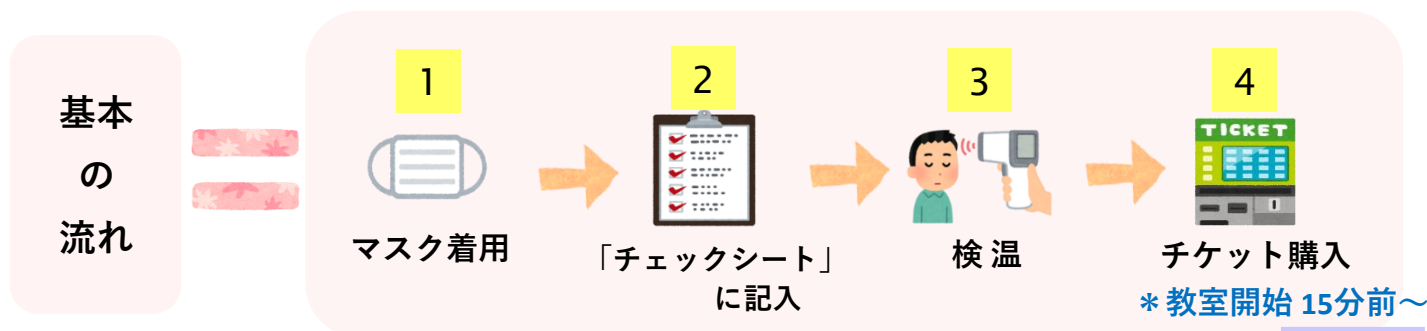 基本
の
流れ
1
マスク着用
2
「チェックシート」
に記入
3
検温
4
TICKET
チケット購入
＊教室開始 15分前～